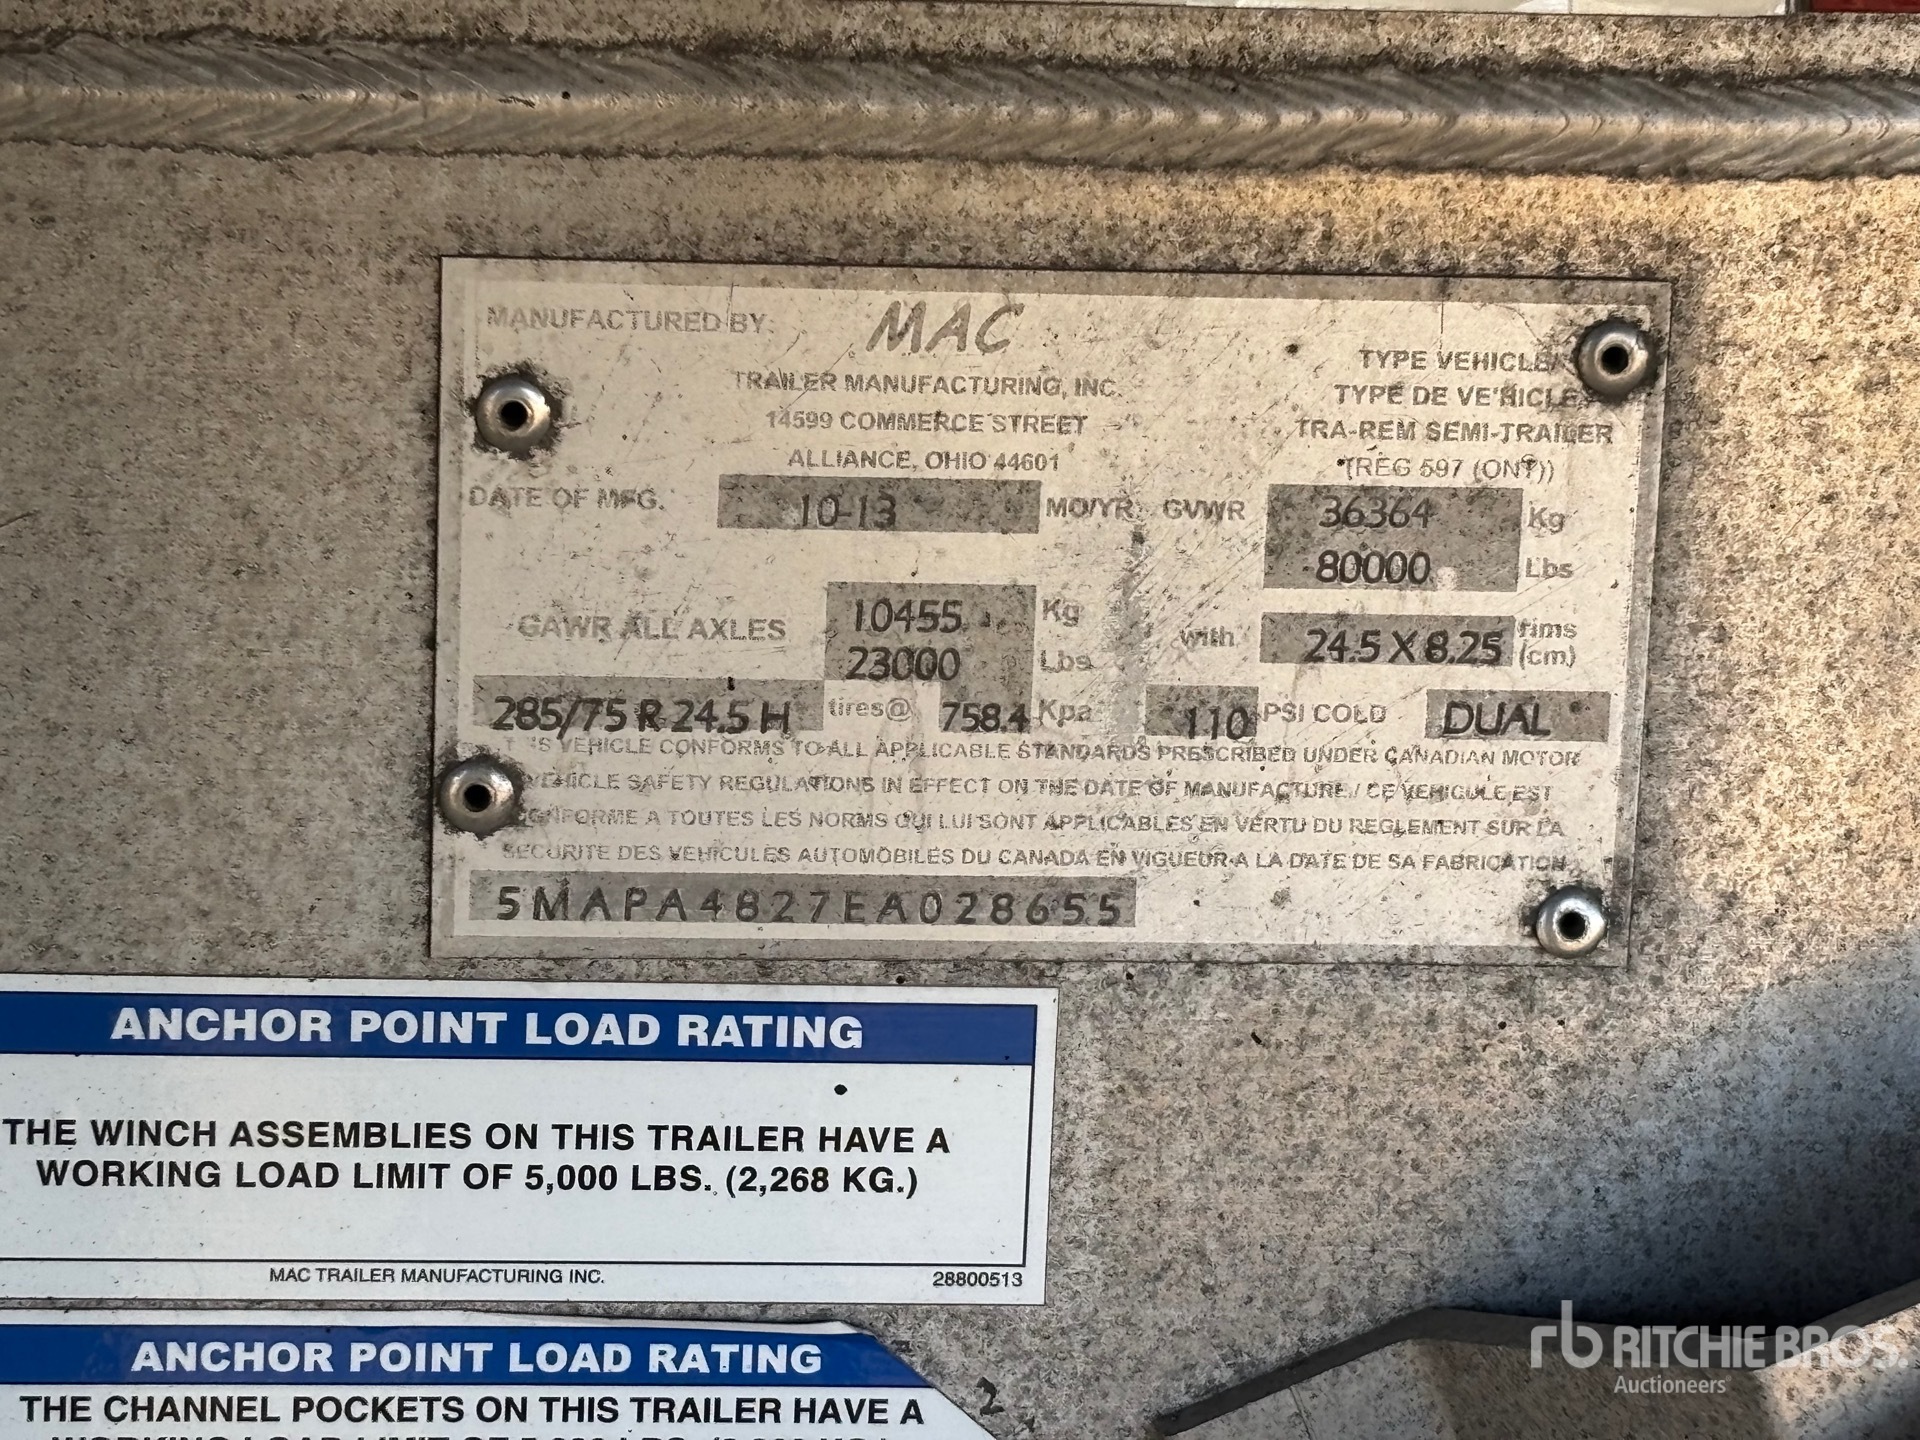 MANUFACTURED BY: MAC
TRAILER MANUFACTURING, INC.
14599 COMMERCE STREET
ALLIANCE, OHIO 44601
TYPE VEHICLE/
TYPE DE VE'HICLE
TRA-REM SEMI-TRAILER
(REG 597 (ONT))
DATE OF MFG. 10-13 MO/YR GVWR 36364 Kg
80000 Lbs
GAWR ALL AXLES 10455 Kg
23000 Lbs
with 24.5 X 8.25 rims
(cm)
285/75 R 24.5 H tires@ 758.4 Kpa 110 PSI COLD DUAL
THIS VEHICLE CONFORMS TO ALL APPLICABLE STANDARDS PRESCRIBED UNDER CANADIAN MOTOR
VEHICLE SAFETY REGULATIONS IN EFFECT ON THE DATE OF MANUFACTURE / CE VEHICULE EST
CONFORME A TOUTES LES NORMS QUI LUI SONT APPLICABLES EN VERTU DU REGLEMENT SUR LA
SECURITE DES VEHICULES AUTOMOBILES DU CANADA EN VIGUEUR A LA DATE DE SA FABRICATION
5MAPA4827EA028655
ANCHOR POINT LOAD RATING
THE WINCH ASSEMBLIES ON THIS TRAILER HAVE A
WORKING LOAD LIMIT OF 5,000 LBS. (2,268 KG.)
MAC TRAILER MANUFACTURING INC. 28800513
ANCHOR POINT LOAD RATING
THE CHANNEL POCKETS ON THIS TRAILER HAVE A
2
rb RITCHIE BROS.
Auctioneers